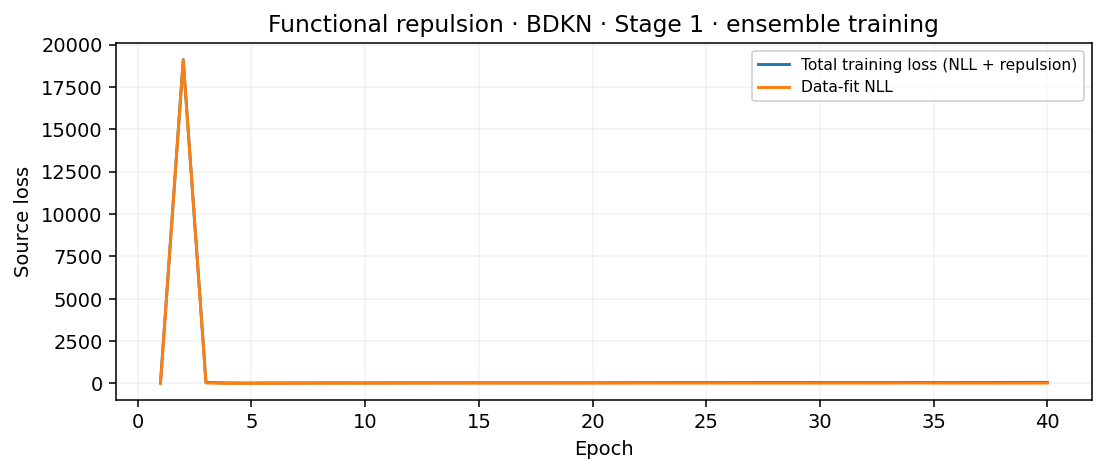 Functional repulsion · BDKN · Stage 1 · ensemble training
Total training loss (NLL + repulsion)
Data-fit NLL
Source loss
20000
17500
15000
12500
10000
7500
5000
2500
0
0 5 10 15 20 25 30 35 40
Epoch